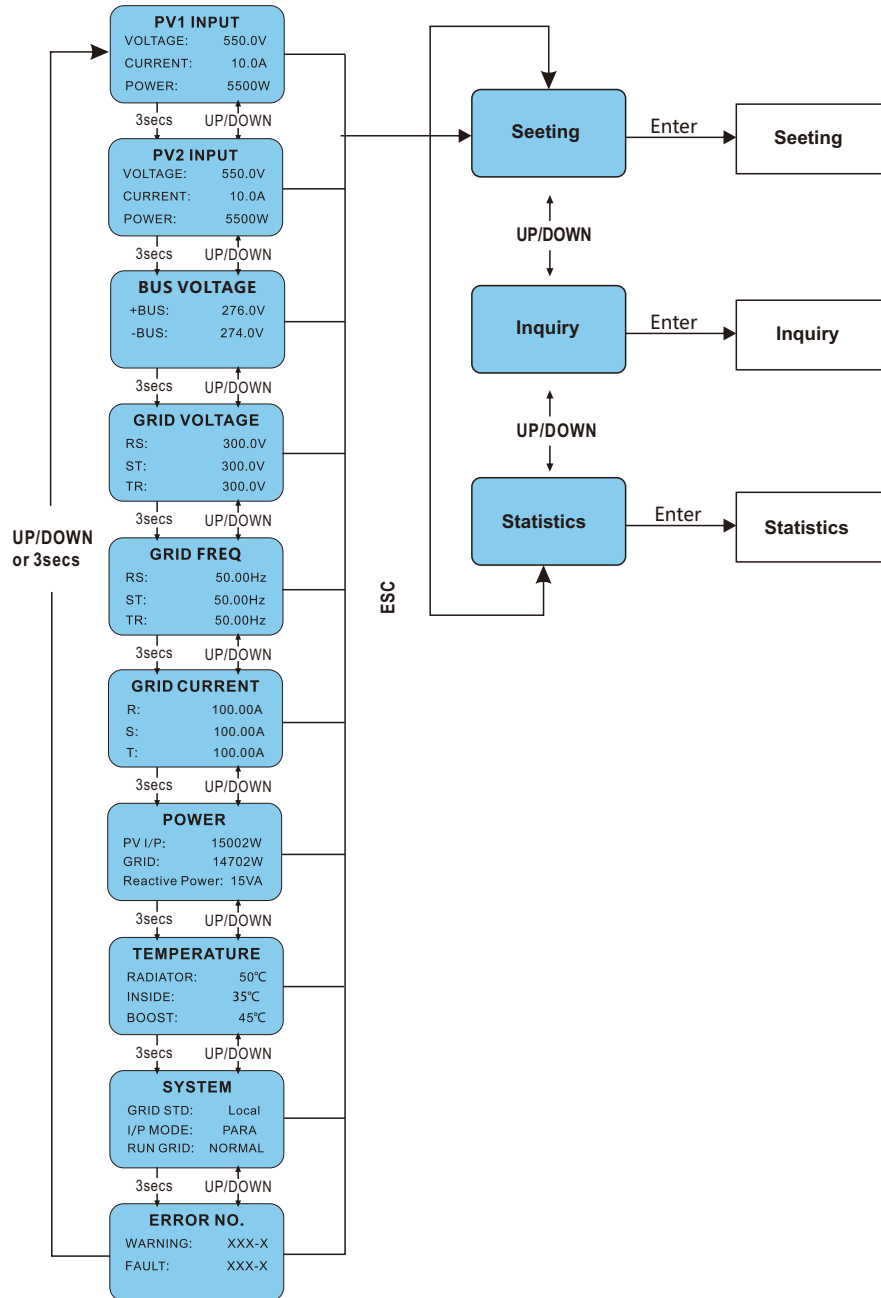 PV1 INPUT
VOLTAGE: 550.0V
CURRENT: 10.0A
POWER: 5500W
3secs UP/DOWN
PV2 INPUT
VOLTAGE: 550.0V
CURRENT: 10.0A
POWER: 5500W
3secs UP/DOWN
BUS VOLTAGE
+BUS: 276.0V
-BUS: 274.0V
3secs UP/DOWN
GRID VOLTAGE
RS: 300.0V
ST: 300.0V
TR: 300.0V
3secs UP/DOWN
GRID FREQ
RS: 50.00Hz
ST: 50.00Hz
TR: 50.00Hz
3secs UP/DOWN
GRID CURRENT
R: 100.00A
S: 100.00A
T: 100.00A
3secs UP/DOWN
POWER
PV I/P: 15002W
GRID: 14702W
Reactive Power: 15VA
3secs UP/DOWN
TEMPERATURE
RADIATOR: 50℃
INSIDE: 35℃
BOOST: 45℃
3secs UP/DOWN
SYSTEM
GRID STD: Local
I/P MODE: PARA
RUN GRID: NORMAL
3secs UP/DOWN
ERROR NO.
WARNING: XXX-X
FAULT: XXX-X
UP/DOWN
or 3secs
ESC
Seeting
Enter
Seeting
UP/DOWN
Inquiry
Enter
Inquiry
UP/DOWN
Statistics
Enter
Statistics